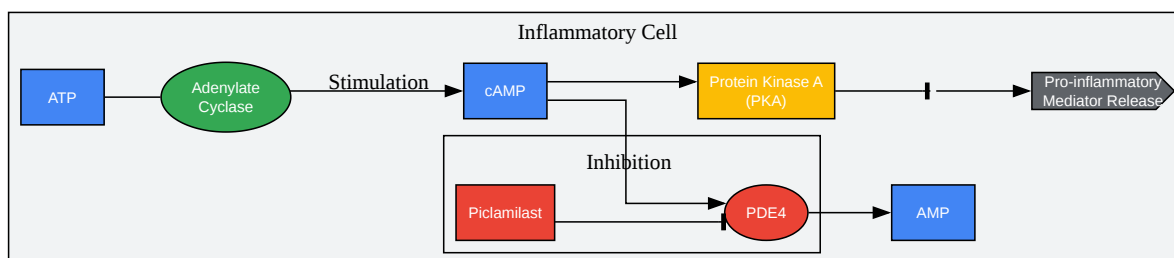 Inflammatory Cell
ATP
Adenylate
Cyclase
Stimulation
cAMP
Protein Kinase A
(PKA)
Pro-inflammatory
Mediator Release
Inhibition
Piclamilast
PDE4
AMP